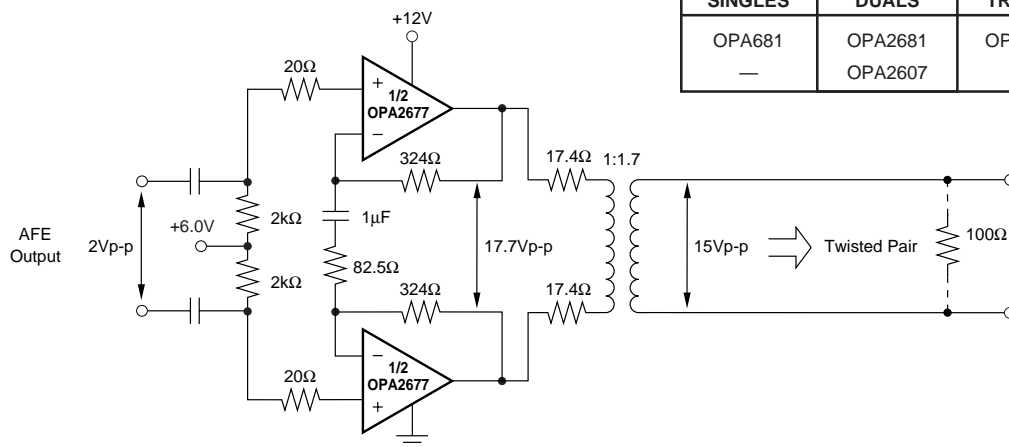 SINGLES DUALS TR
OPA681 OPA2681 OP
— OPA2607
+12V
20Ω
+
1/2
OPA2677
−
324Ω
17.4Ω
1:1.7
1μF
2kΩ
+6.0V
AFE
Output
2Vp-p
17.7Vp-p
15Vp-p
Twisted Pair
100Ω
82.5Ω
2kΩ
324Ω
17.4Ω
−
1/2
OPA2677
+
20Ω